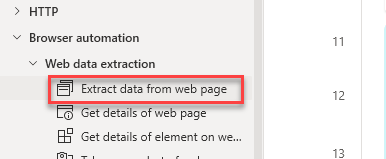 HTTP
Browser automation
11
Web data extraction
Extract data from web page
12
Get details of web page
Get details of element on we...
13